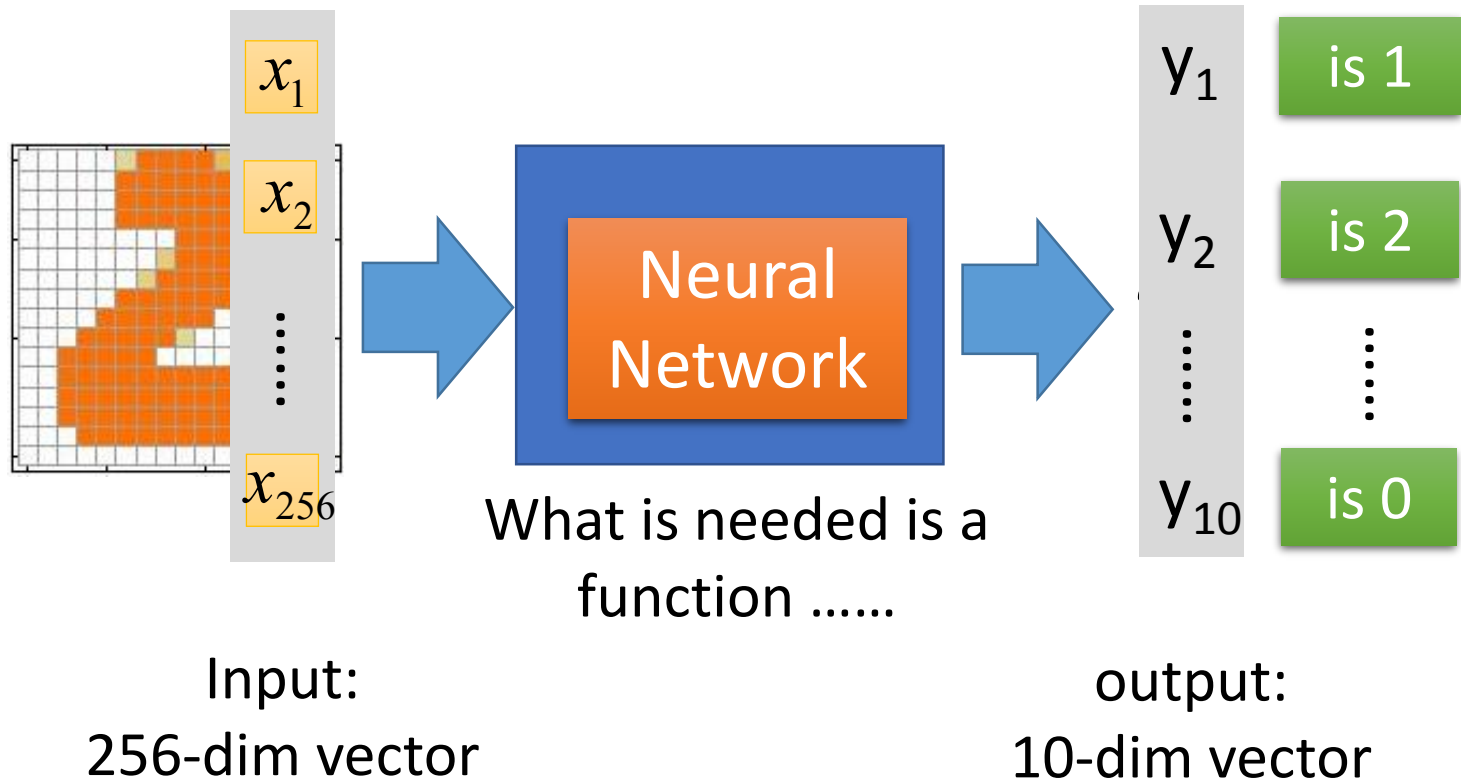 x₁
x₂
⋮
x₂₅₆
Neural
Network
What is needed is a
function ……
y₁
y₂
⋮
y₁₀
is 1
is 2
⋮
is 0
Input:
256-dim vector
output:
10-dim vector